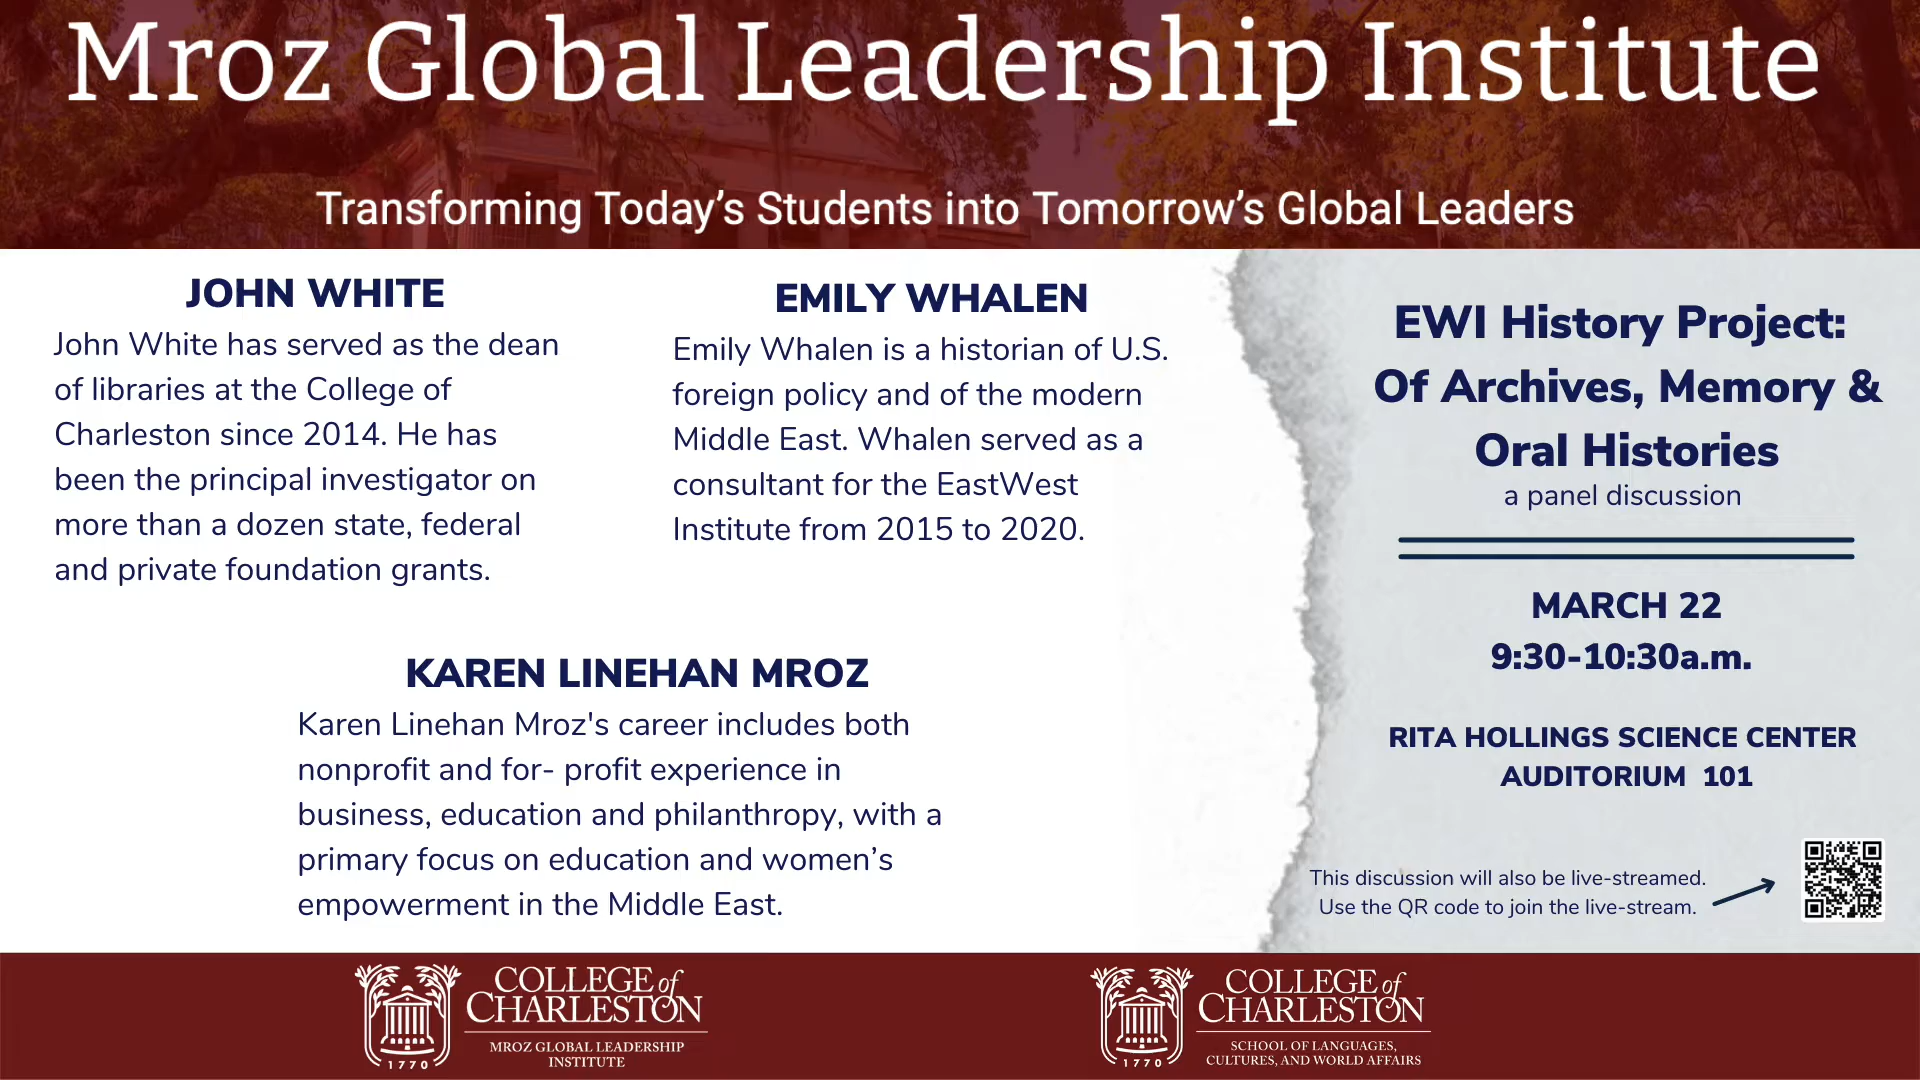 Mroz Global Leadership Institute
Transforming Today’s Students into Tomorrow’s Global Leaders
JOHN WHITE
John White has served as the dean
of libraries at the College of
Charleston since 2014. He has
been the principal investigator on
more than a dozen state, federal
and private foundation grants.
EMILY WHALEN
Emily Whalen is a historian of U.S.
foreign policy and of the modern
Middle East. Whalen served as a
consultant for the EastWest
Institute from 2015 to 2020.
KAREN LINEHAN MROZ
Karen Linehan Mroz's career includes both
nonprofit and for- profit experience in
business, education and philanthropy, with a
primary focus on education and women’s
empowerment in the Middle East.
EWI History Project:
Of Archives, Memory &
Oral Histories
a panel discussion
MARCH 22
9:30-10:30a.m.
RITA HOLLINGS SCIENCE CENTER
AUDITORIUM 101
This discussion will also be live-streamed.
Use the QR code to join the live-stream.
COLLEGE of
CHARLESTON
MROZ GLOBAL LEADERSHIP
INSTITUTE
1770
COLLEGE of
CHARLESTON
SCHOOL OF LANGUAGES,
CULTURES, AND WORLD AFFAIRS
1770